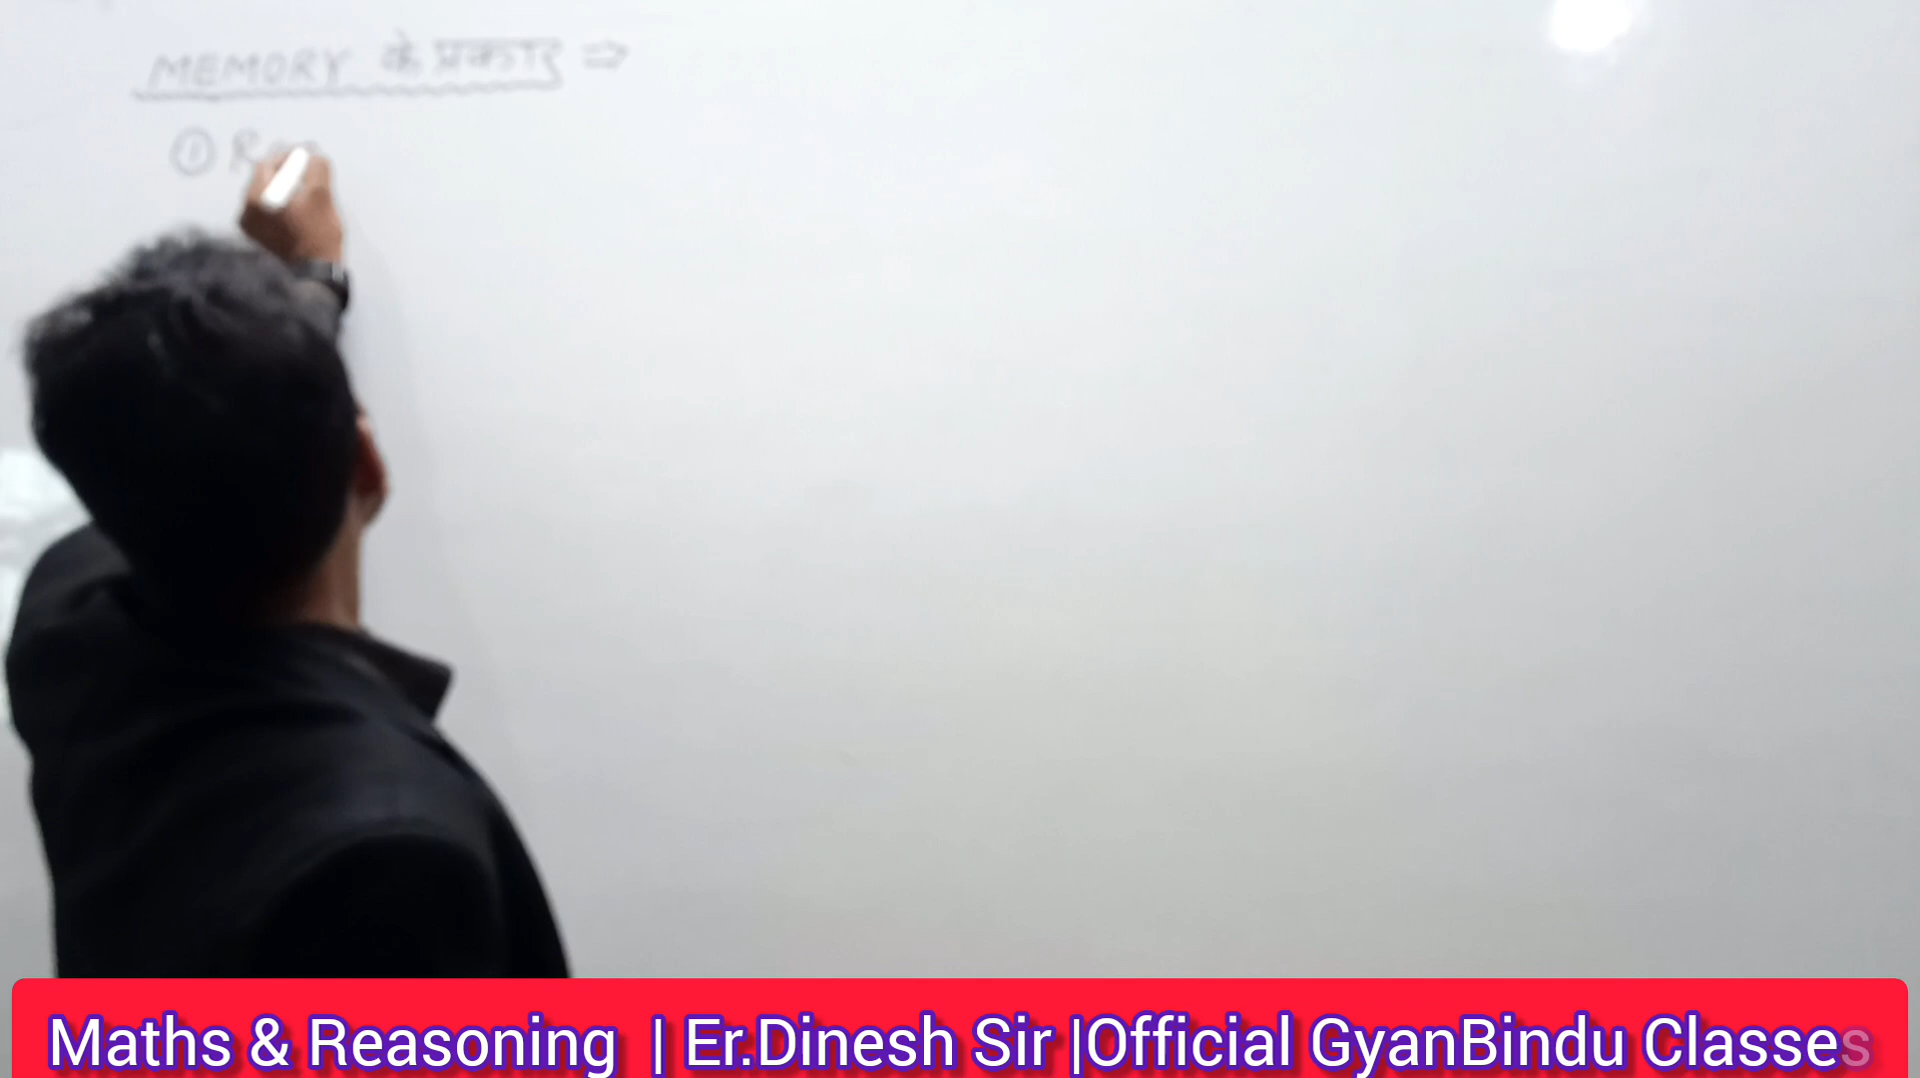 MEMORY के प्रकार ⇒
①
Maths & Reasoning | Er.Dinesh Sir |Official GyanBindu Classes